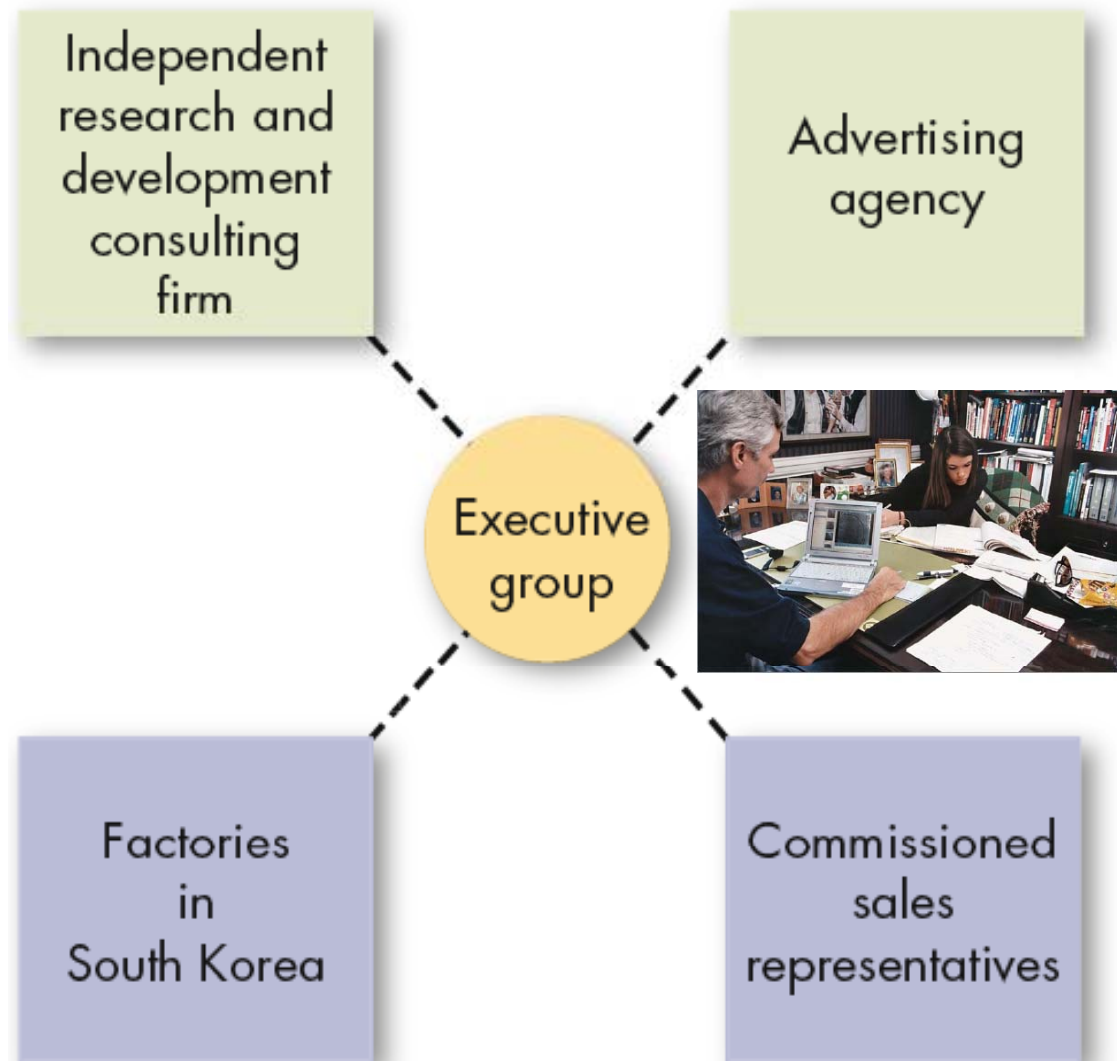 Independent
research and
development
consulting
firm
Advertising
agency
Executive
group
Factories
in
South Korea
Commissioned
sales
representatives